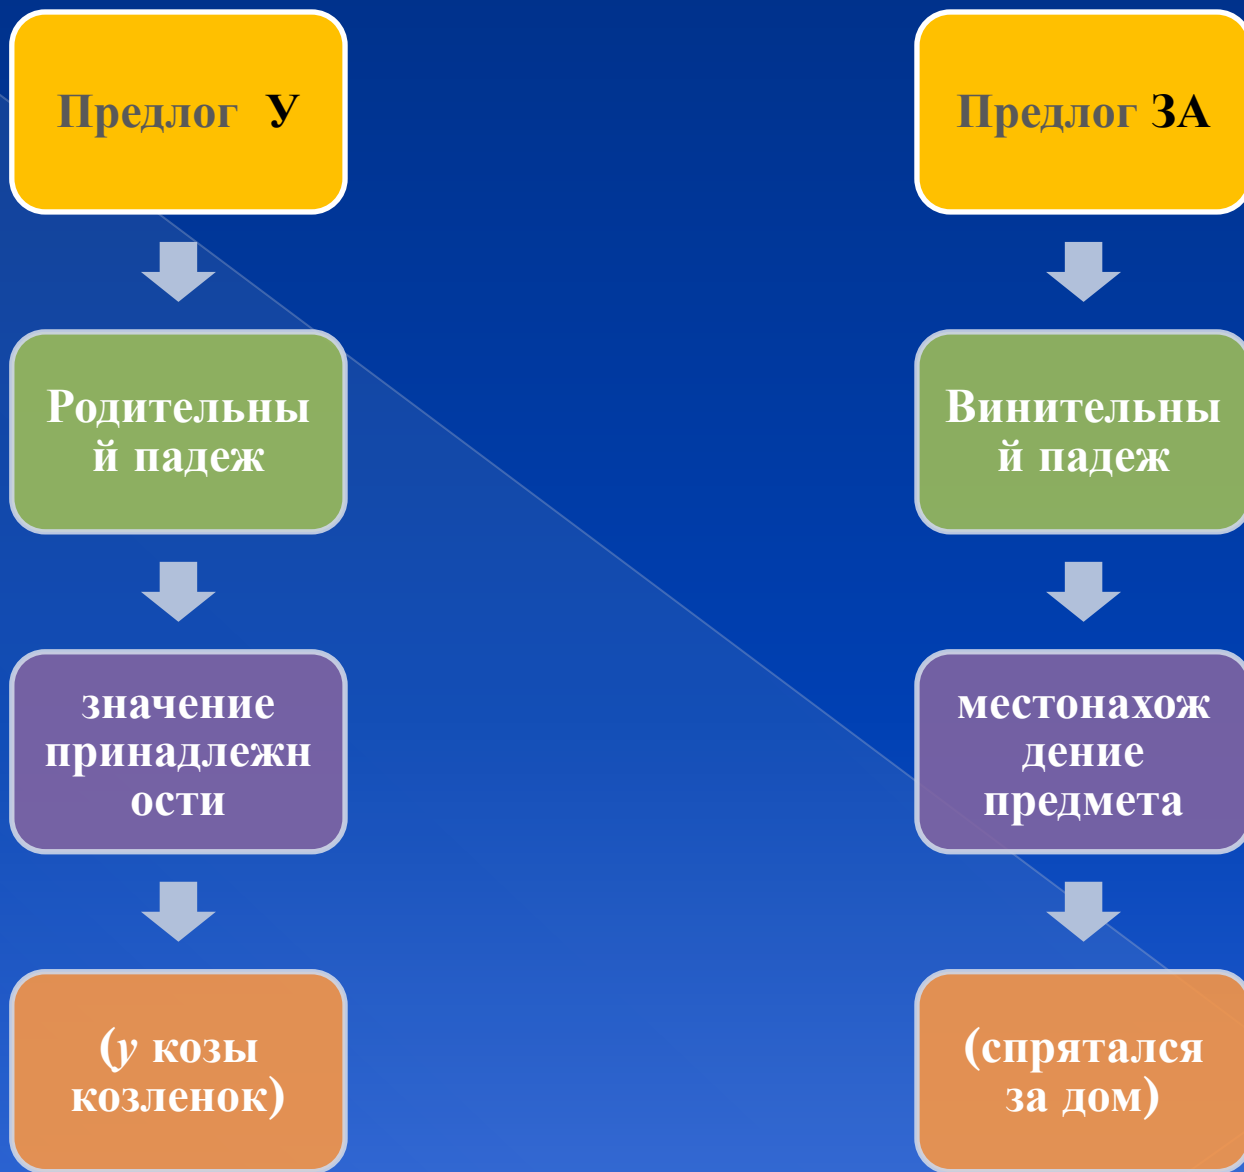 Предлог У
Родительны
й падеж
значение
принадлежн
ости
(у козы
козленок)
Предлог ЗА
Винительны
й падеж
местонахож
дение
предмета
(спрятался
за дом)